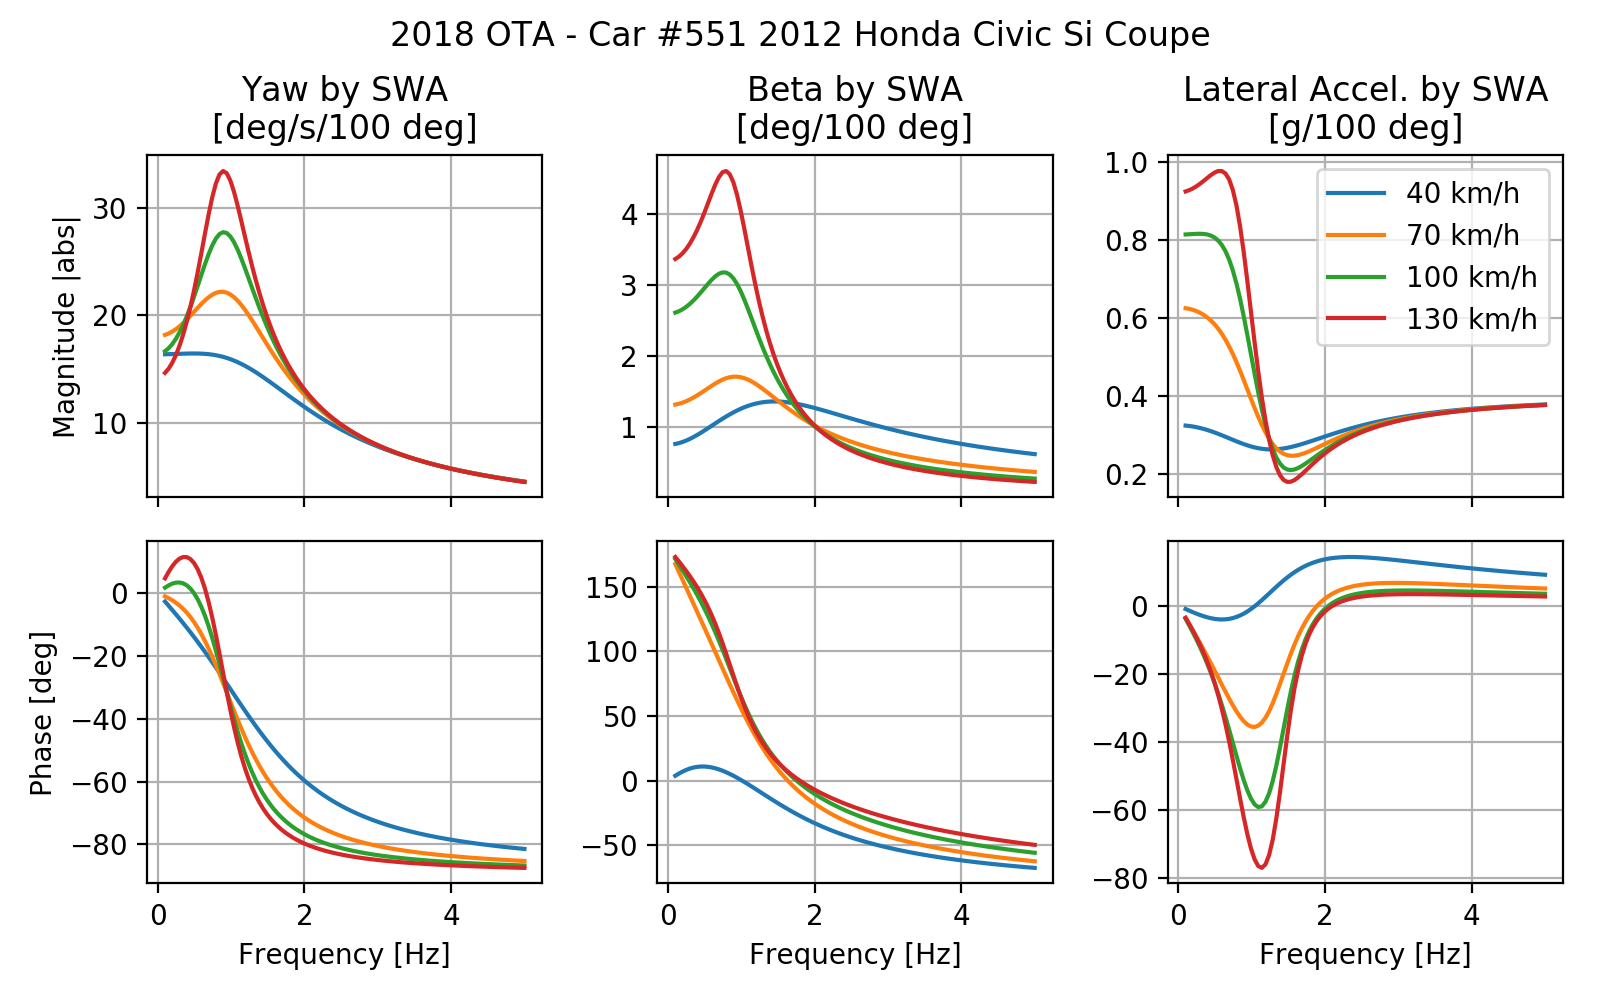 2018 OTA - Car #551 2012 Honda Civic Si Coupe
Yaw by SWA
[deg/s/100 deg]
Beta by SWA
[deg/100 deg]
Lateral Accel. by SWA
[g/100 deg]
Magnitude |abs|
30
20
10
4
3
2
1
1.0
0.8
0.6
0.4
0.2
40 km/h
70 km/h
100 km/h
130 km/h
Phase [deg]
0
−20
−40
−60
−80
150
100
50
0
−50
0
−20
−40
−60
−80
0 2 4
0 2 4
0 2 4
Frequency [Hz]
Frequency [Hz]
Frequency [Hz]